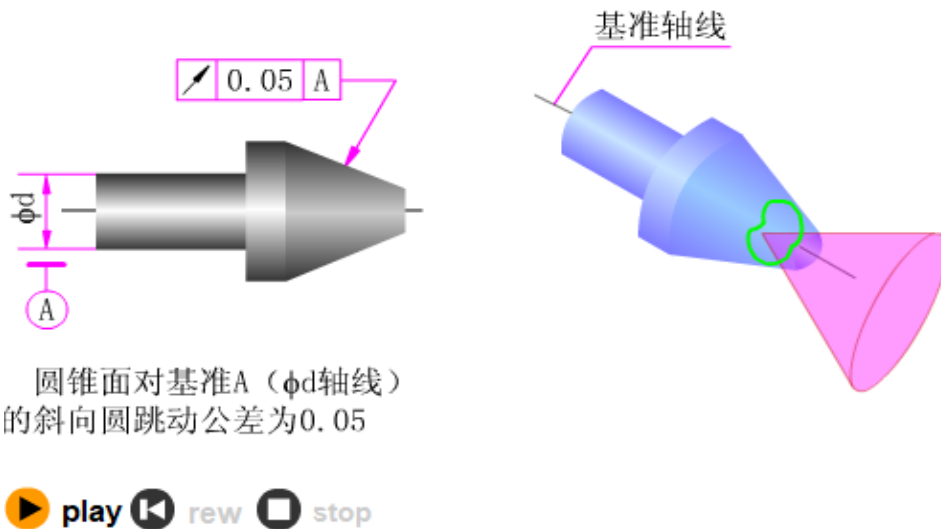 基准轴线
0.05 A
ϕd
A
圆锥面对基准A（ϕd轴线）
的斜向圆跳动公差为0.05
play rew stop